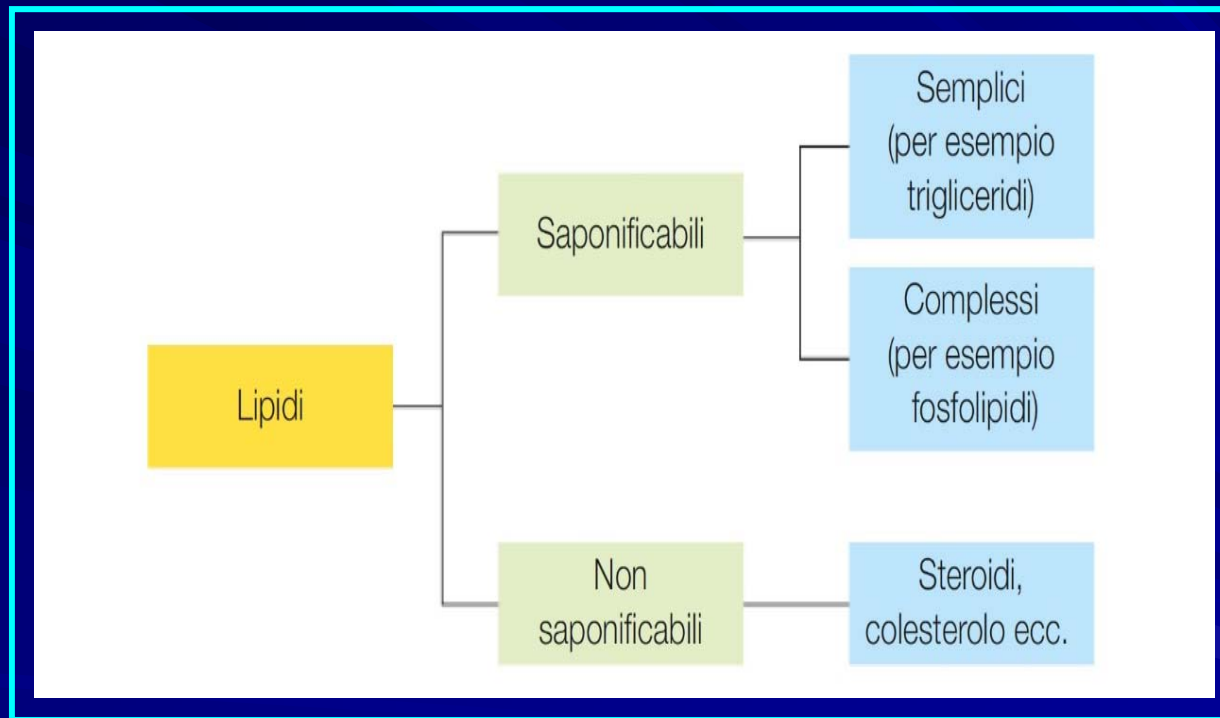 Lipidi
Saponificabili
Semplici
(per esempio
trigliceridi)
Complessi
(per esempio
fosfolipidi)
Non
saponificabili
Steroidi,
colesterolo ecc.